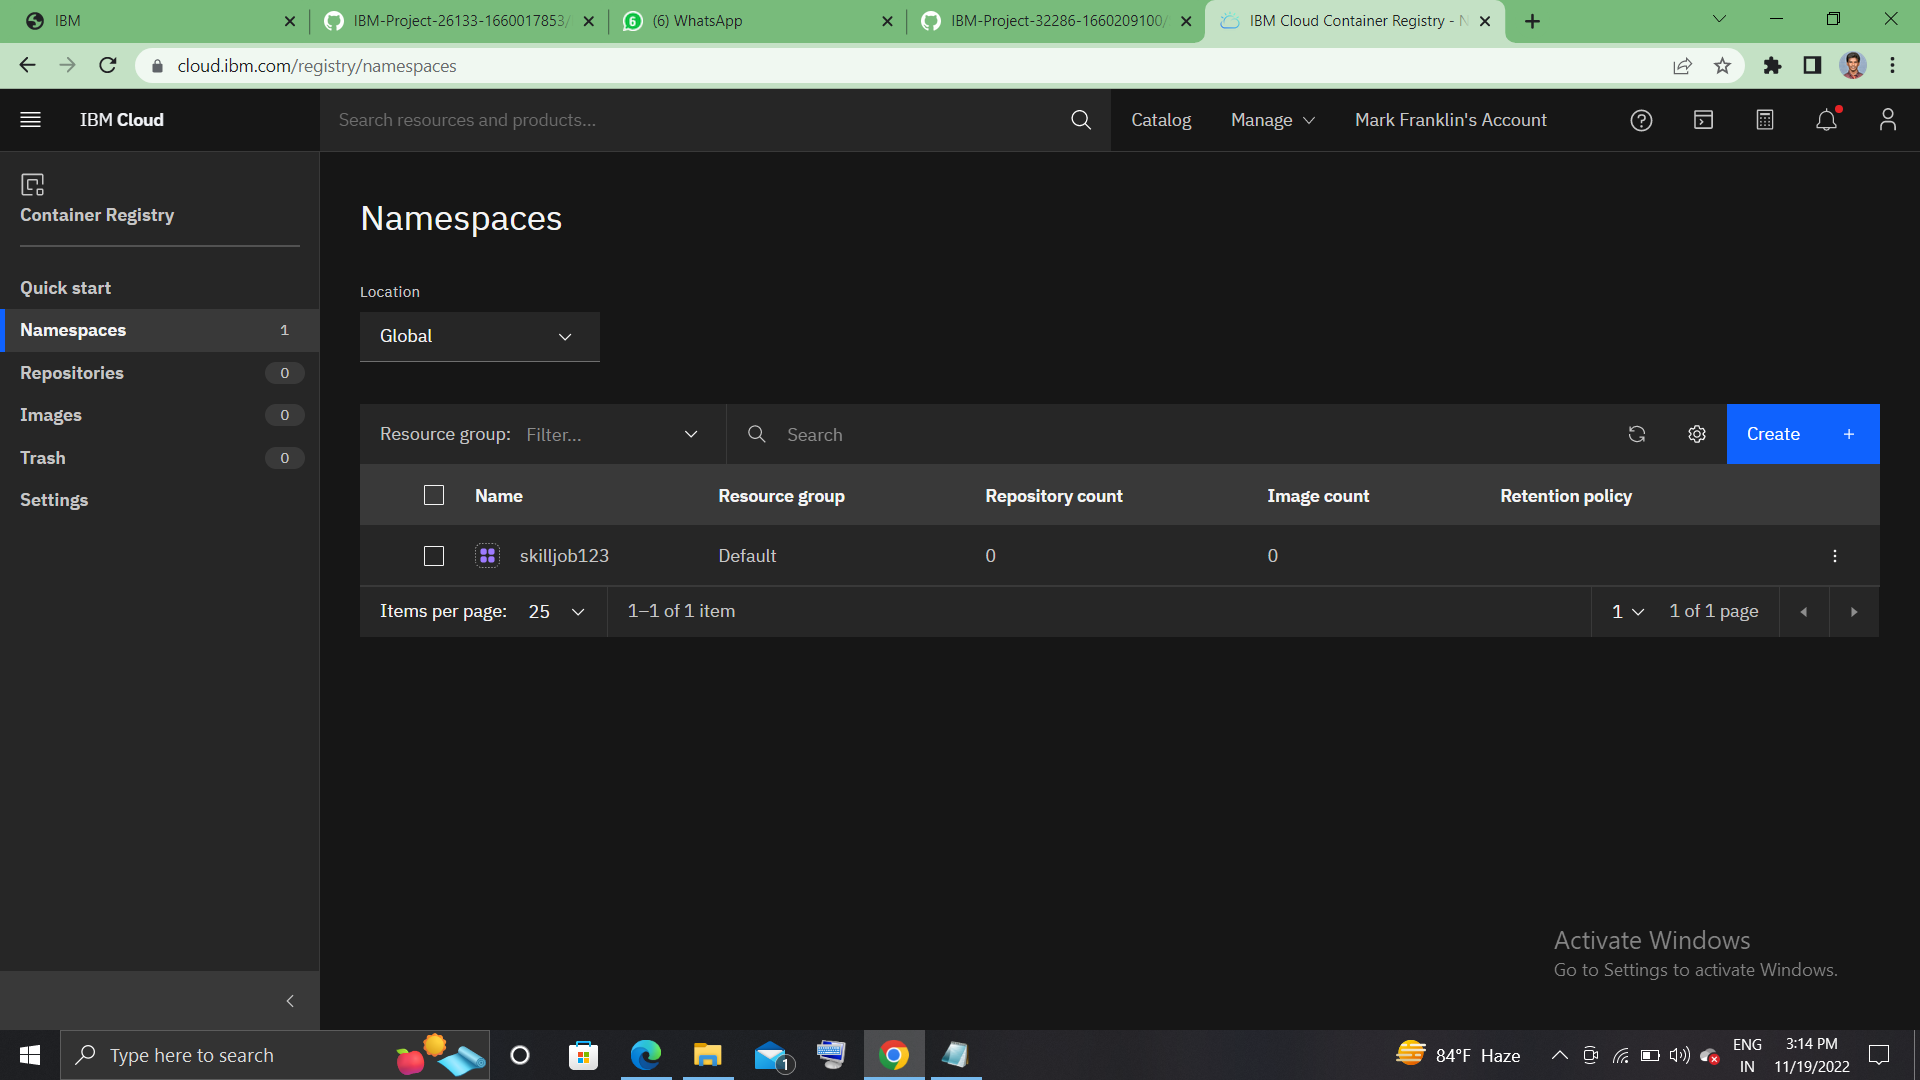 IBM
IBM-Project-26133-1660017853/
(6) WhatsApp
IBM-Project-32286-1660209100/
IBM Cloud Container Registry - N
cloud.ibm.com/registry/namespaces
IBM Cloud
Search resources and products...
Catalog
Manage
Mark Franklin's Account
Container Registry
Quick start
Namespaces 1
Repositories 0
Images 0
Trash 0
Settings
Namespaces
Location
Global
Resource group: Filter...
Search
Create +
Name Resource group Repository count Image count Retention policy
skilljob123 Default 0 0
Items per page: 25 1–1 of 1 item 1 1 of 1 page
Activate Windows
Go to Settings to activate Windows.
Type here to search
1
84°F Haze
ENG
IN
3:14 PM
11/19/2022